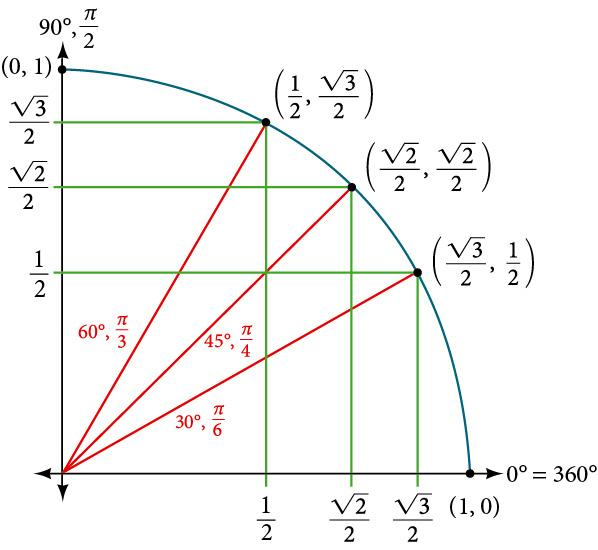 90°, π/2
(0, 1)
(1/2, √3/2)
√3/2
(√2/2, √2/2)
√2/2
(√3/2, 1/2)
1/2
60°, π/3
45°, π/4
30°, π/6
0° = 360°
1/2
√2/2
√3/2
(1, 0)